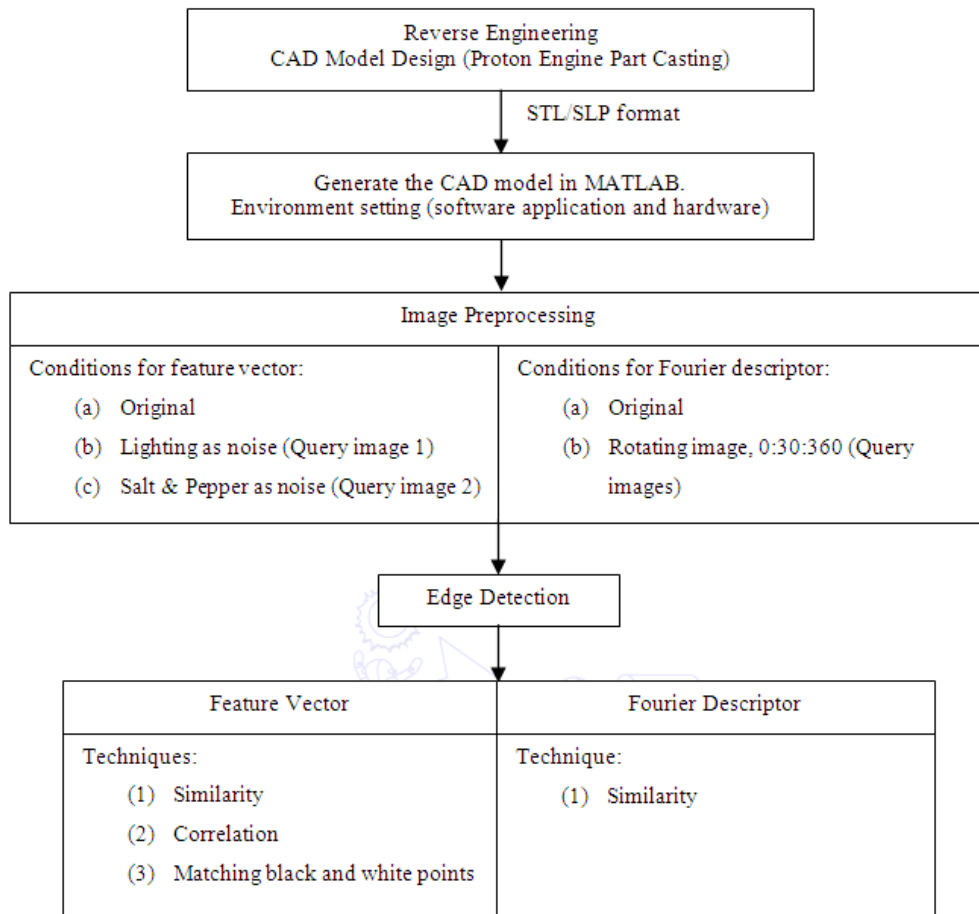 Reverse Engineering
CAD Model Design (Proton Engine Part Casting)
STL/SLP format
Generate the CAD model in MATLAB.
Environment setting (software application and hardware)
Image Preprocessing
Conditions for feature vector:
(a) Original
(b) Lighting as noise (Query image 1)
(c) Salt & Pepper as noise (Query image 2)
Conditions for Fourier descriptor:
(a) Original
(b) Rotating image, 0:30:360 (Query
images)
Edge Detection
Feature Vector
Techniques:
(1) Similarity
(2) Correlation
(3) Matching black and white points
Fourier Descriptor
Technique:
(1) Similarity